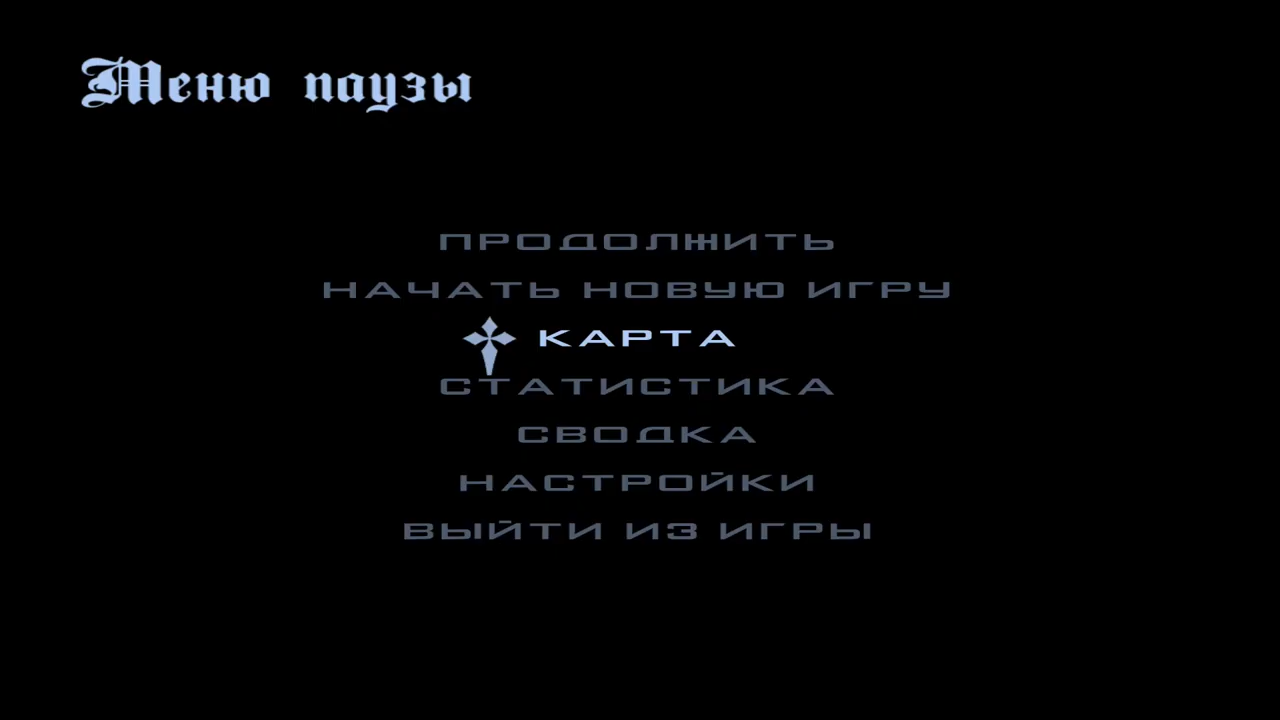 Меню паузы
ПРОДОЛЖИТЬ
НАЧАТЬ НОВУЮ ИГРУ
КАРТА
СТАТИСТИКА
СВОДКА
НАСТРОЙКИ
ВЫЙТИ ИЗ ИГРЫ